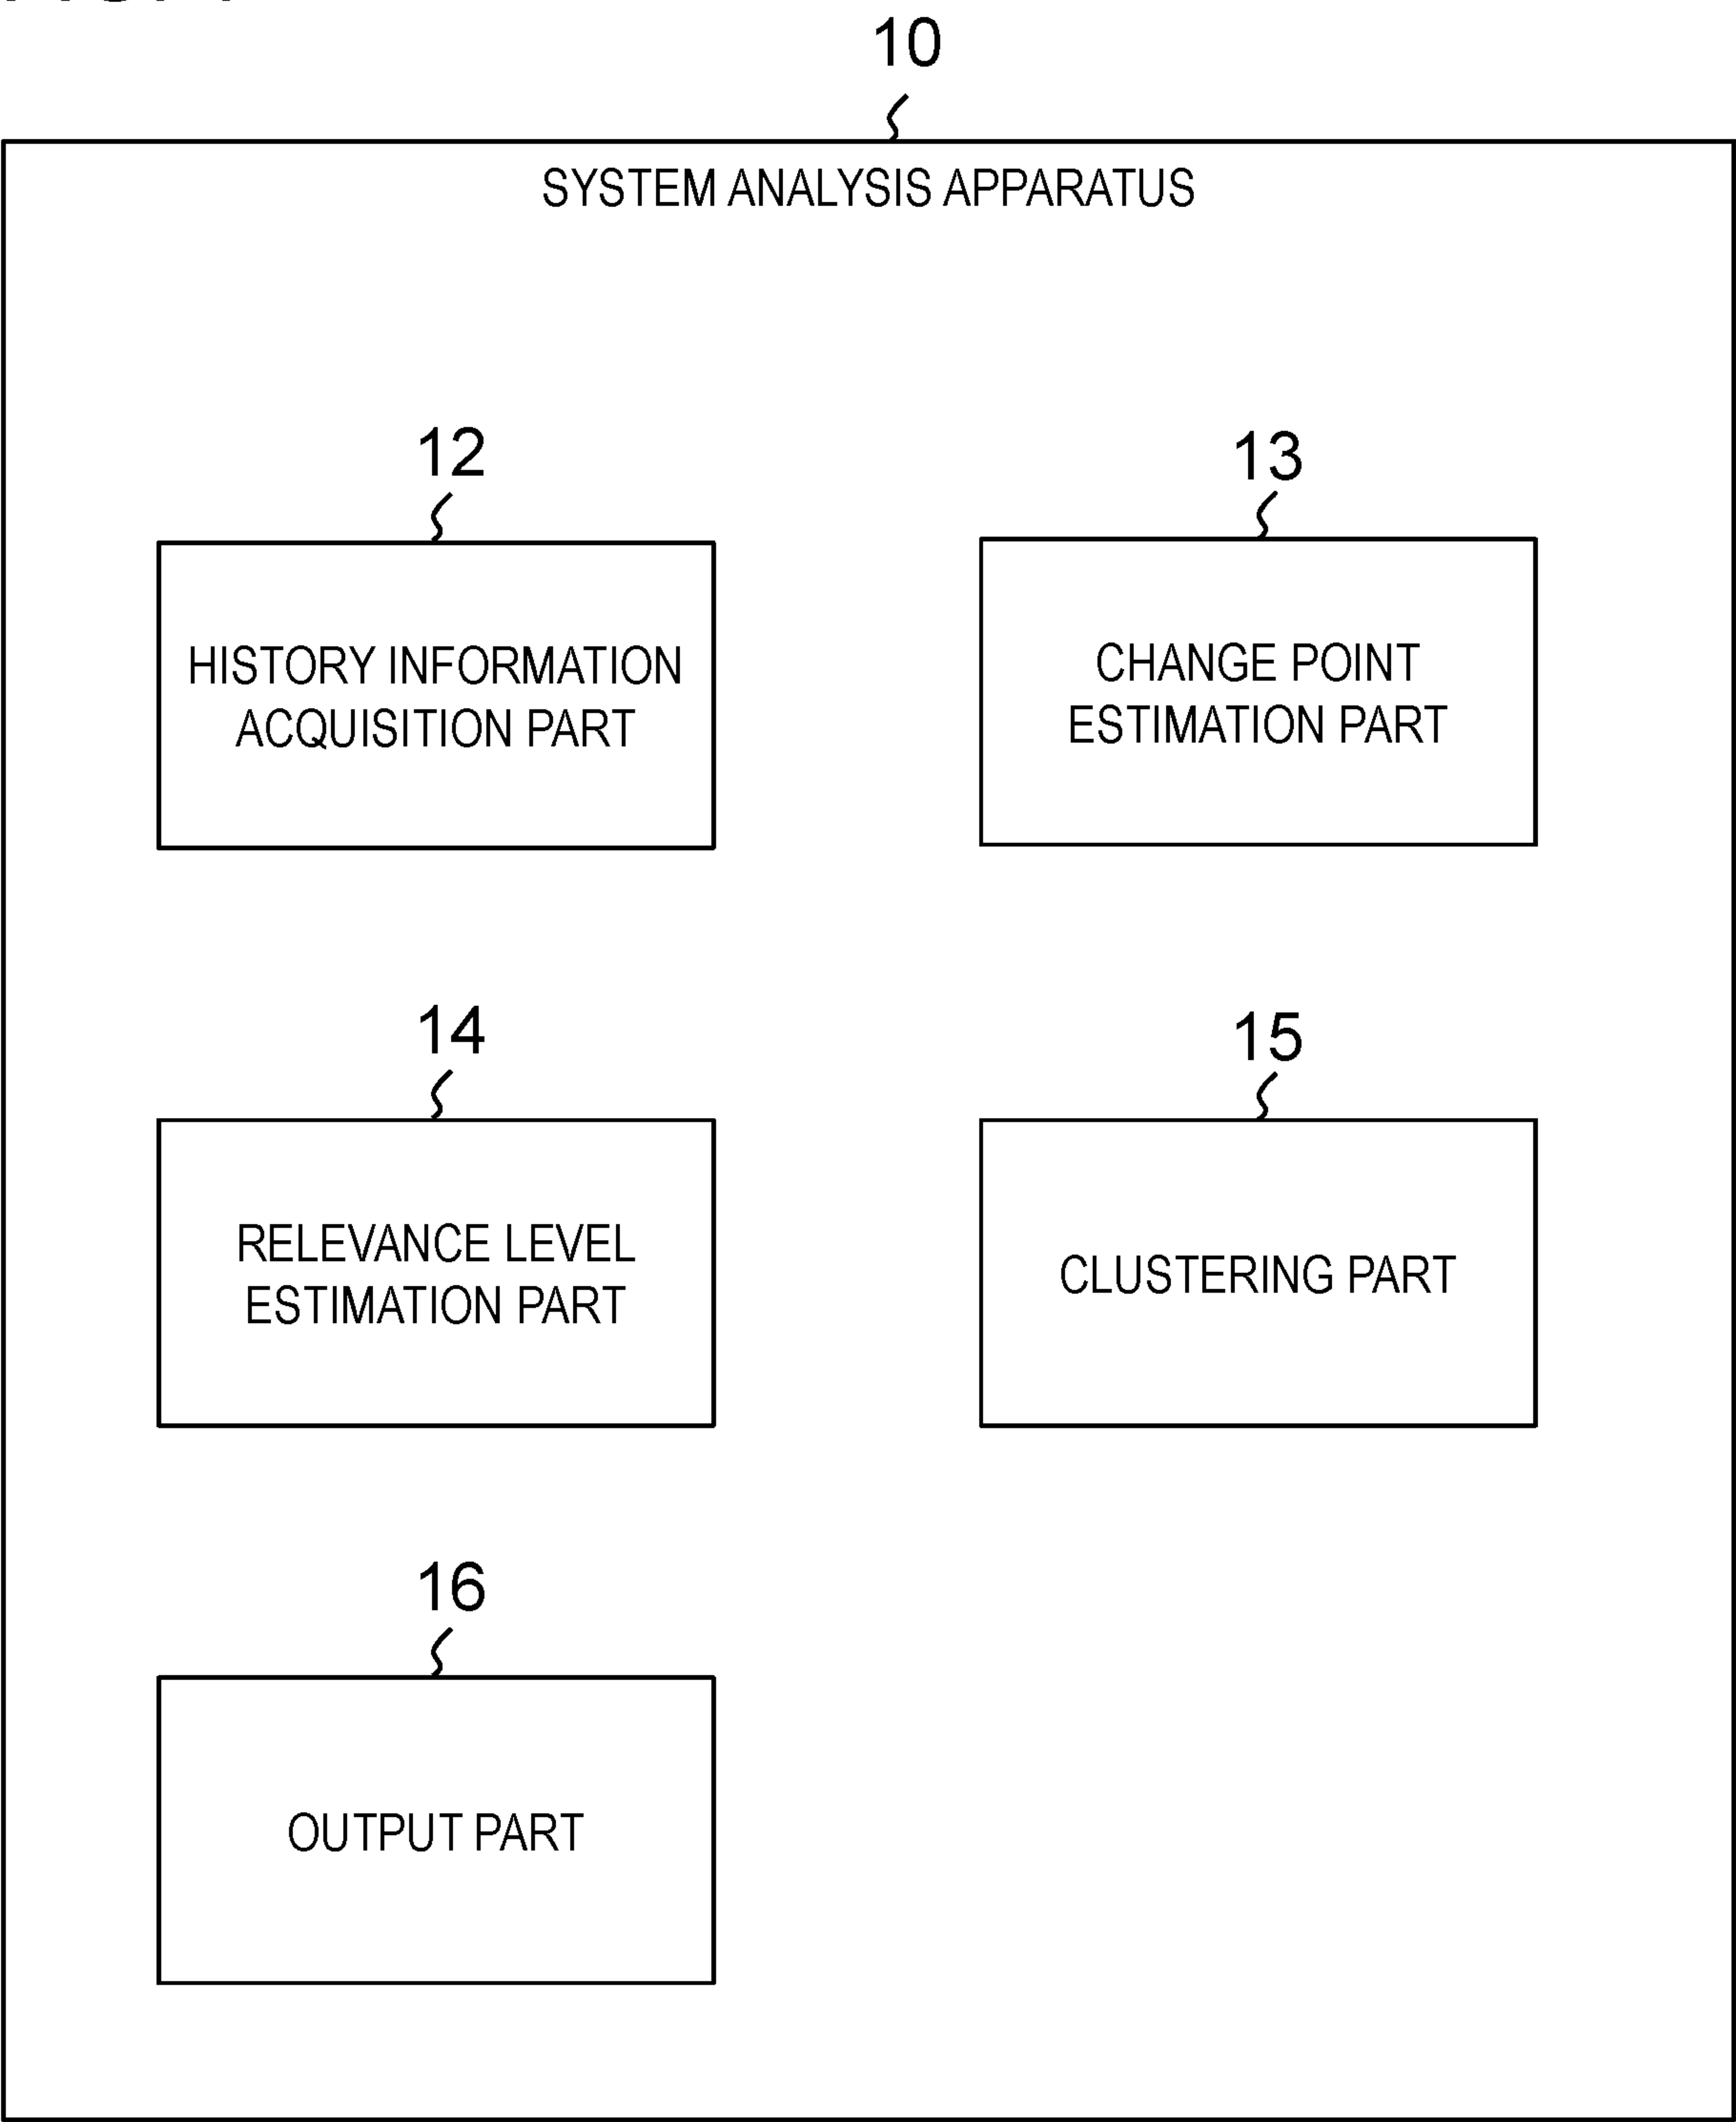 10
SYSTEM ANALYSIS APPARATUS
12
13
HISTORY INFORMATION
ACQUISITION PART
CHANGE POINT
ESTIMATION PART
14
15
RELEVANCE LEVEL
ESTIMATION PART
CLUSTERING PART
16
OUTPUT PART